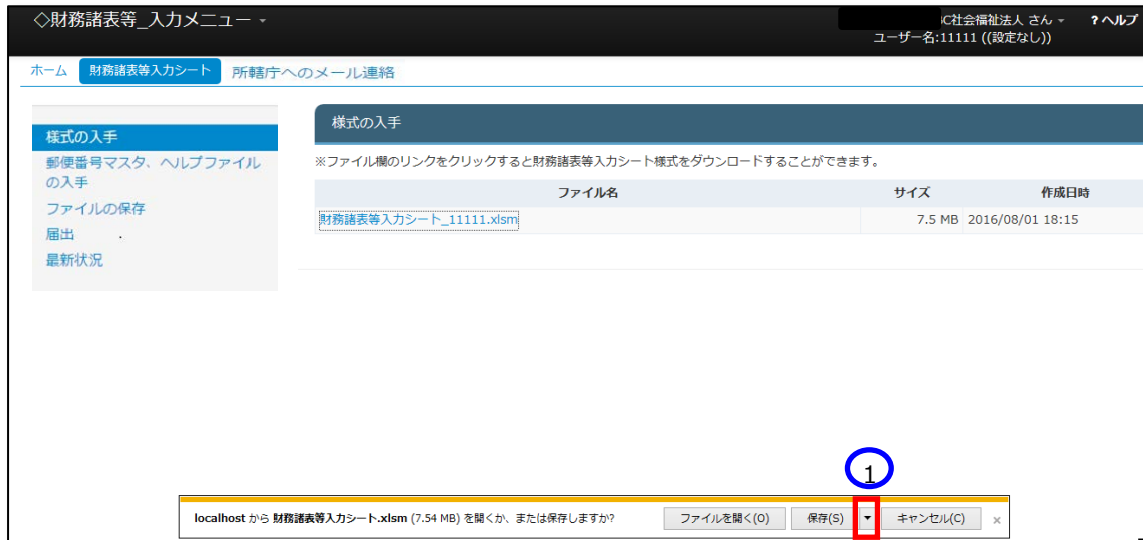 ◇財務諸表等_入力メニュー
C社会福祉法人 さん
?ヘルプ
ユーザー名:11111 ((設定なし))
ホーム 財務諸表等入力シート 所轄庁へのメール連絡
様式の入手
郵便番号マスタ、ヘルプファイル
の入手
ファイルの保存
届出
最新状況
様式の入手
※ファイル欄のリンクをクリックすると財務諸表等入力シート様式をダウンロードすることができます。
ファイル名 サイズ 作成日時
財務諸表等入力シート_11111.xlsm 7.5 MB 2016/08/01 18:15
1
localhost から 財務諸表等入力シート.xlsm (7.54 MB) を開くか、または保存しますか? ファイルを開く(O) 保存(S) キャンセル(C) ×